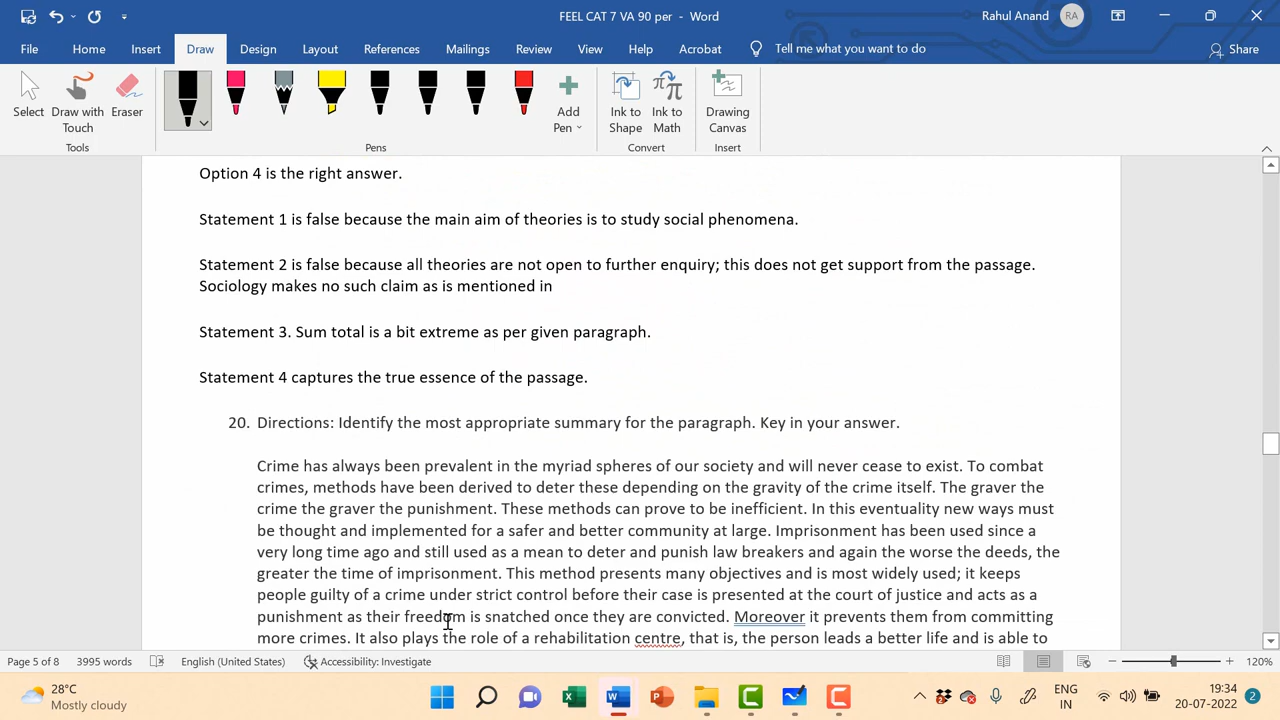 FEEL CAT 7 VA 90 per - Word
Rahul Anand RA
File Home Insert Draw Design Layout References Mailings Review View Help Acrobat Tell me what you want to do Share
Select Draw with Touch Eraser Add Pen Ink to Shape Ink to Math Drawing Canvas
Tools Pens Convert Insert
Option 4 is the right answer.
Statement 1 is false because the main aim of theories is to study social phenomena.
Statement 2 is false because all theories are not open to further enquiry; this does not get support from the passage.
Sociology makes no such claim as is mentioned in
Statement 3. Sum total is a bit extreme as per given paragraph.
Statement 4 captures the true essence of the passage.
20. Directions: Identify the most appropriate summary for the paragraph. Key in your answer.
Crime has always been prevalent in the myriad spheres of our society and will never cease to exist. To combat
crimes, methods have been derived to deter these depending on the gravity of the crime itself. The graver the
crime the graver the punishment. These methods can prove to be inefficient. In this eventuality new ways must
be thought and implemented for a safer and better community at large. Imprisonment has been used since a
very long time ago and still used as a mean to deter and punish law breakers and again the worse the deeds, the
greater the time of imprisonment. This method presents many objectives and is most widely used; it keeps
people guilty of a crime under strict control before their case is presented at the court of justice and acts as a
punishment as their freedom is snatched once they are convicted. Moreover it prevents them from committing
more crimes. It also plays the role of a rehabilitation centre, that is, the person leads a better life and is able to
Page 5 of 8 3995 words English (United States) Accessibility: Investigate 120%
28°C
Mostly cloudy
ENG
IN
19:34
20-07-2022
2